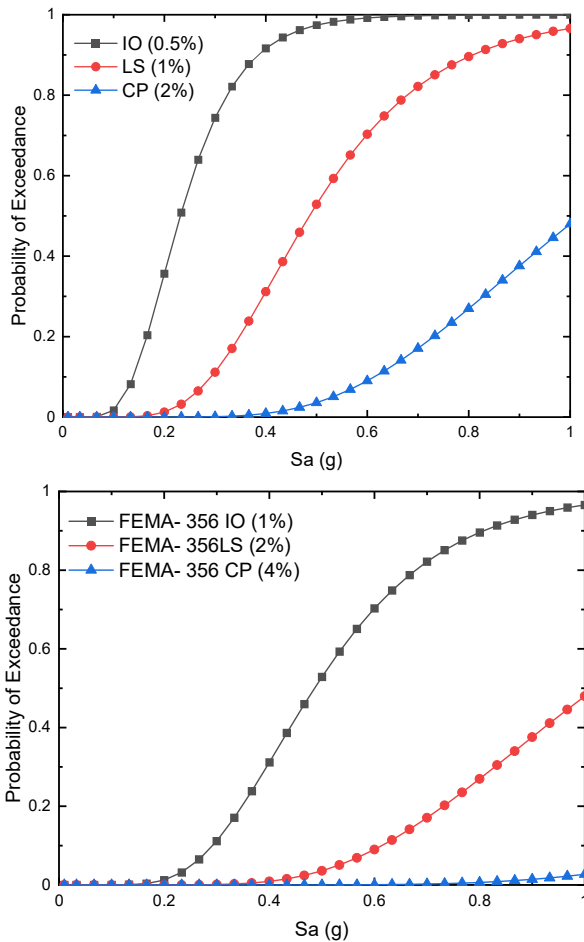 1
IO (0.5%)
LS (1%)
CP (2%)
0.8
0.6
0.4
0.2
0
Probability of Exceedance
0 0.2 0.4 0.6 0.8 1
Sa (g)
1
FEMA- 356 IO (1%)
FEMA- 356LS (2%)
FEMA- 356 CP (4%)
0.8
0.6
0.4
0.2
0
Probability of Exceedance
0 0.2 0.4 0.6 0.8 1
Sa (g)